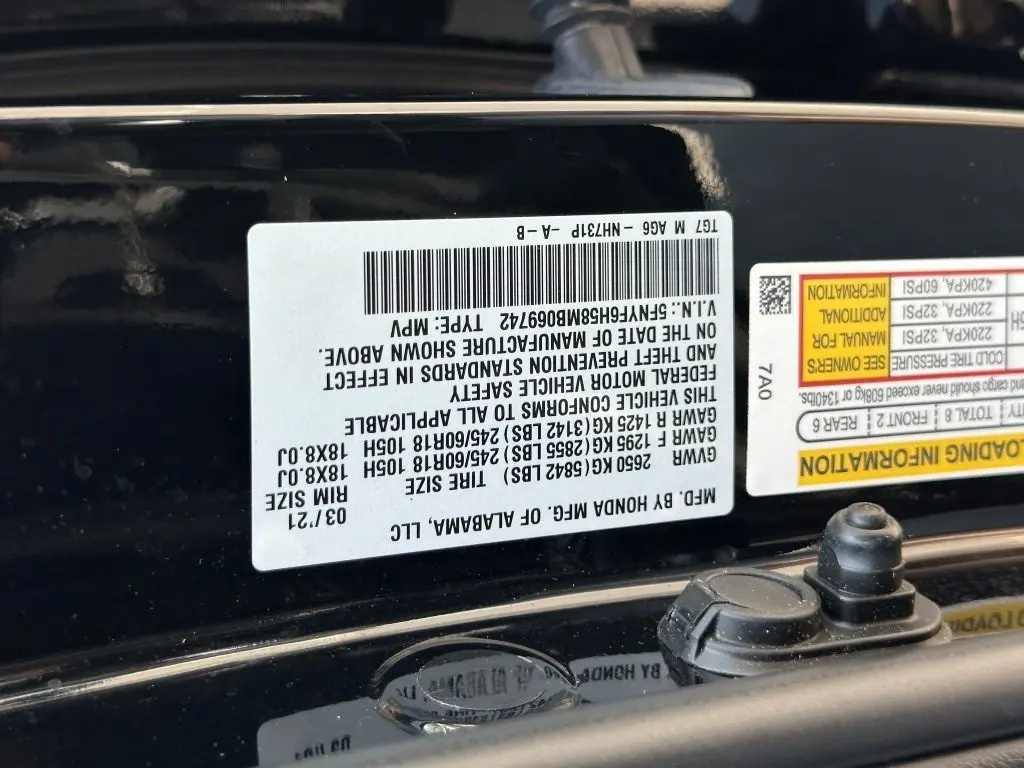 MFD. BY HONDA MFG. OF ALABAMA, LLC
03/'21
GVWR 2650 KG(5842 LBS) TIRE SIZE RIM SIZE
GAWR F 1295 KG(2855 LBS) 245/60R18 105H 18X8.0J
GAWR R 1425 KG(3142 LBS) 245/60R18 105H 18X8.0J
THIS VEHICLE CONFORMS TO ALL APPLICABLE
FEDERAL MOTOR VEHICLE SAFETY
AND THEFT PREVENTION STANDARDS IN EFFECT
ON THE DATE OF MANUFACTURE SHOWN ABOVE.
V.I.N.: 5FNYF6H58MB069742 TYPE: MPV
TG7 M AG6 - NH731P -A-B
LOADING INFORMATION
TOTAL 8 FRONT 2 REAR 6
and cargo should never exceed 608kg or 1340lbs.
COLD TIRE PRESSURE
220KPA, 32PSI
220KPA, 32PSI
420KPA, 60PSI
SEE OWNER'S
MANUAL FOR
ADDITIONAL
INFORMATION
7A0
BY HONDA
ALABAMA